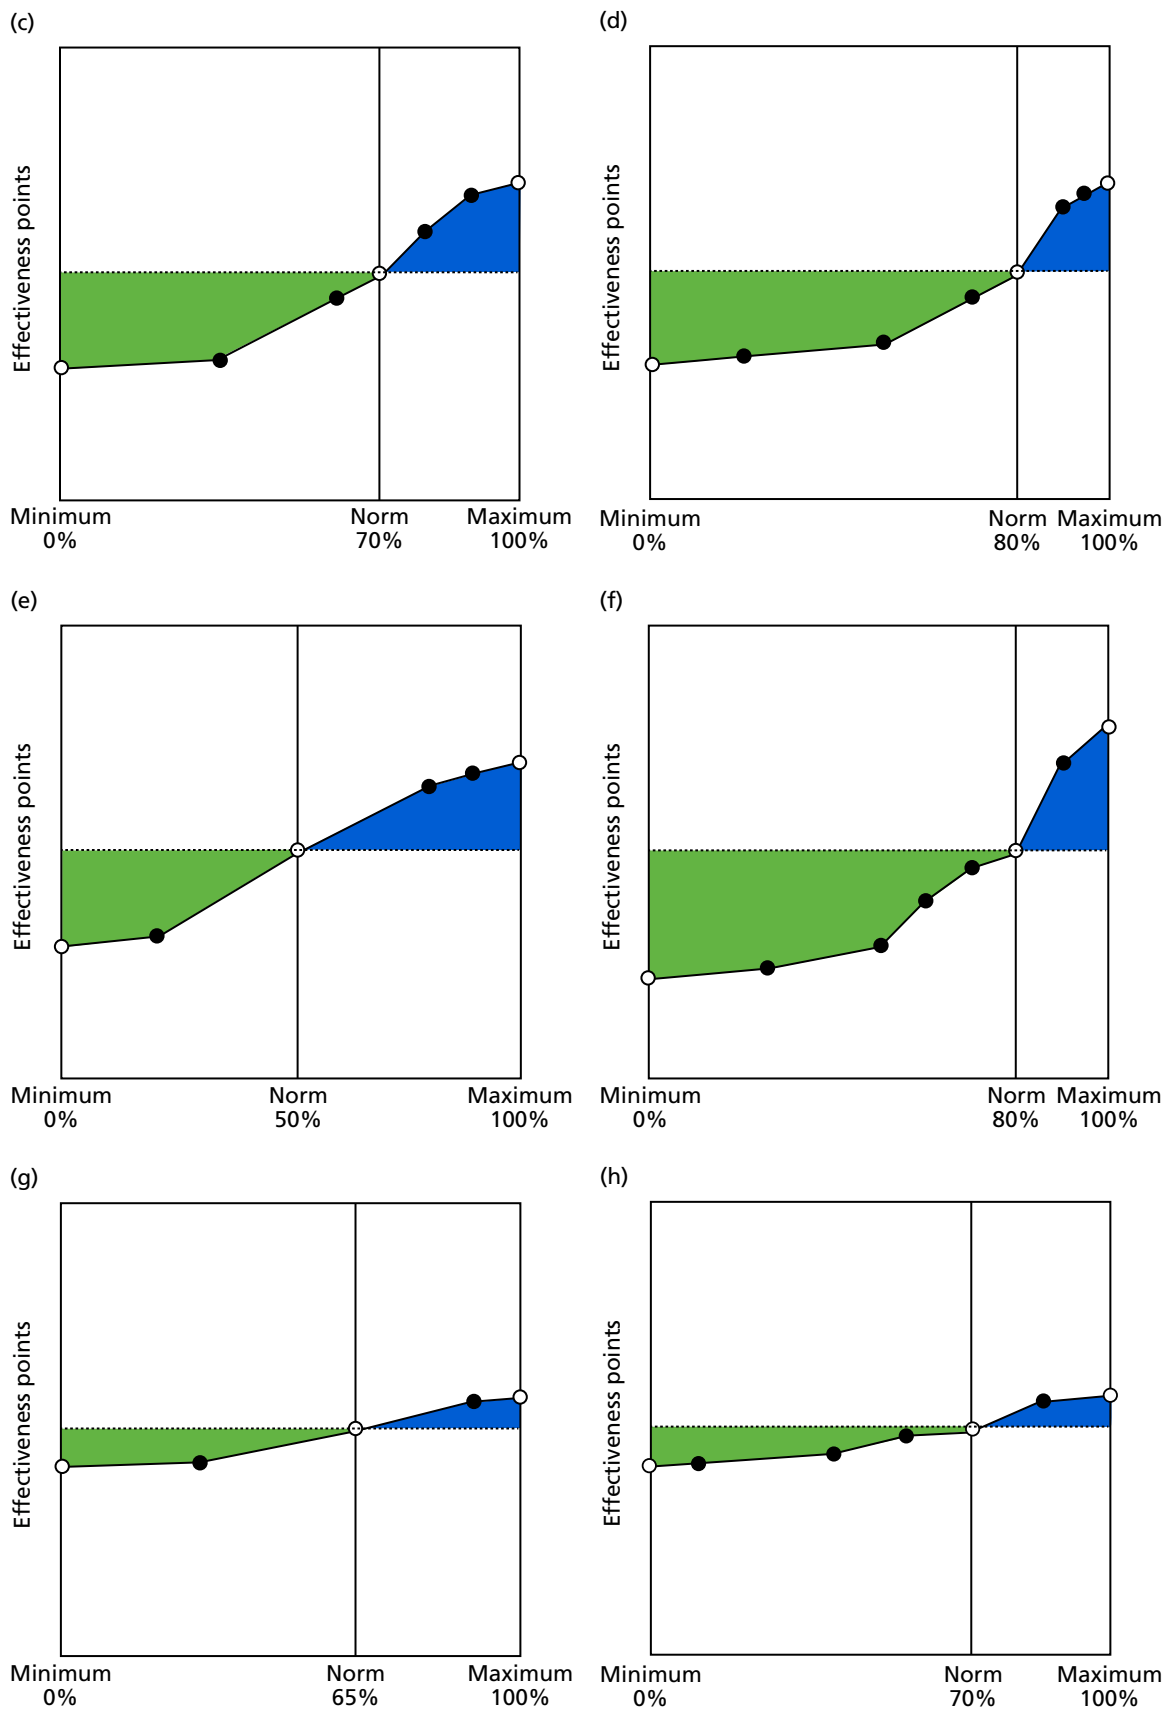 (c)
Effectiveness points
Minimum
0%
Norm
70%
Maximum
100%
(d)
Effectiveness points
Minimum
0%
Norm
80%
Maximum
100%
(e)
Effectiveness points
Minimum
0%
Norm
50%
Maximum
100%
(f)
Effectiveness points
Minimum
0%
Norm
80%
Maximum
100%
(g)
Effectiveness points
Minimum
0%
Norm
65%
Maximum
100%
(h)
Effectiveness points
Minimum
0%
Norm
70%
Maximum
100%